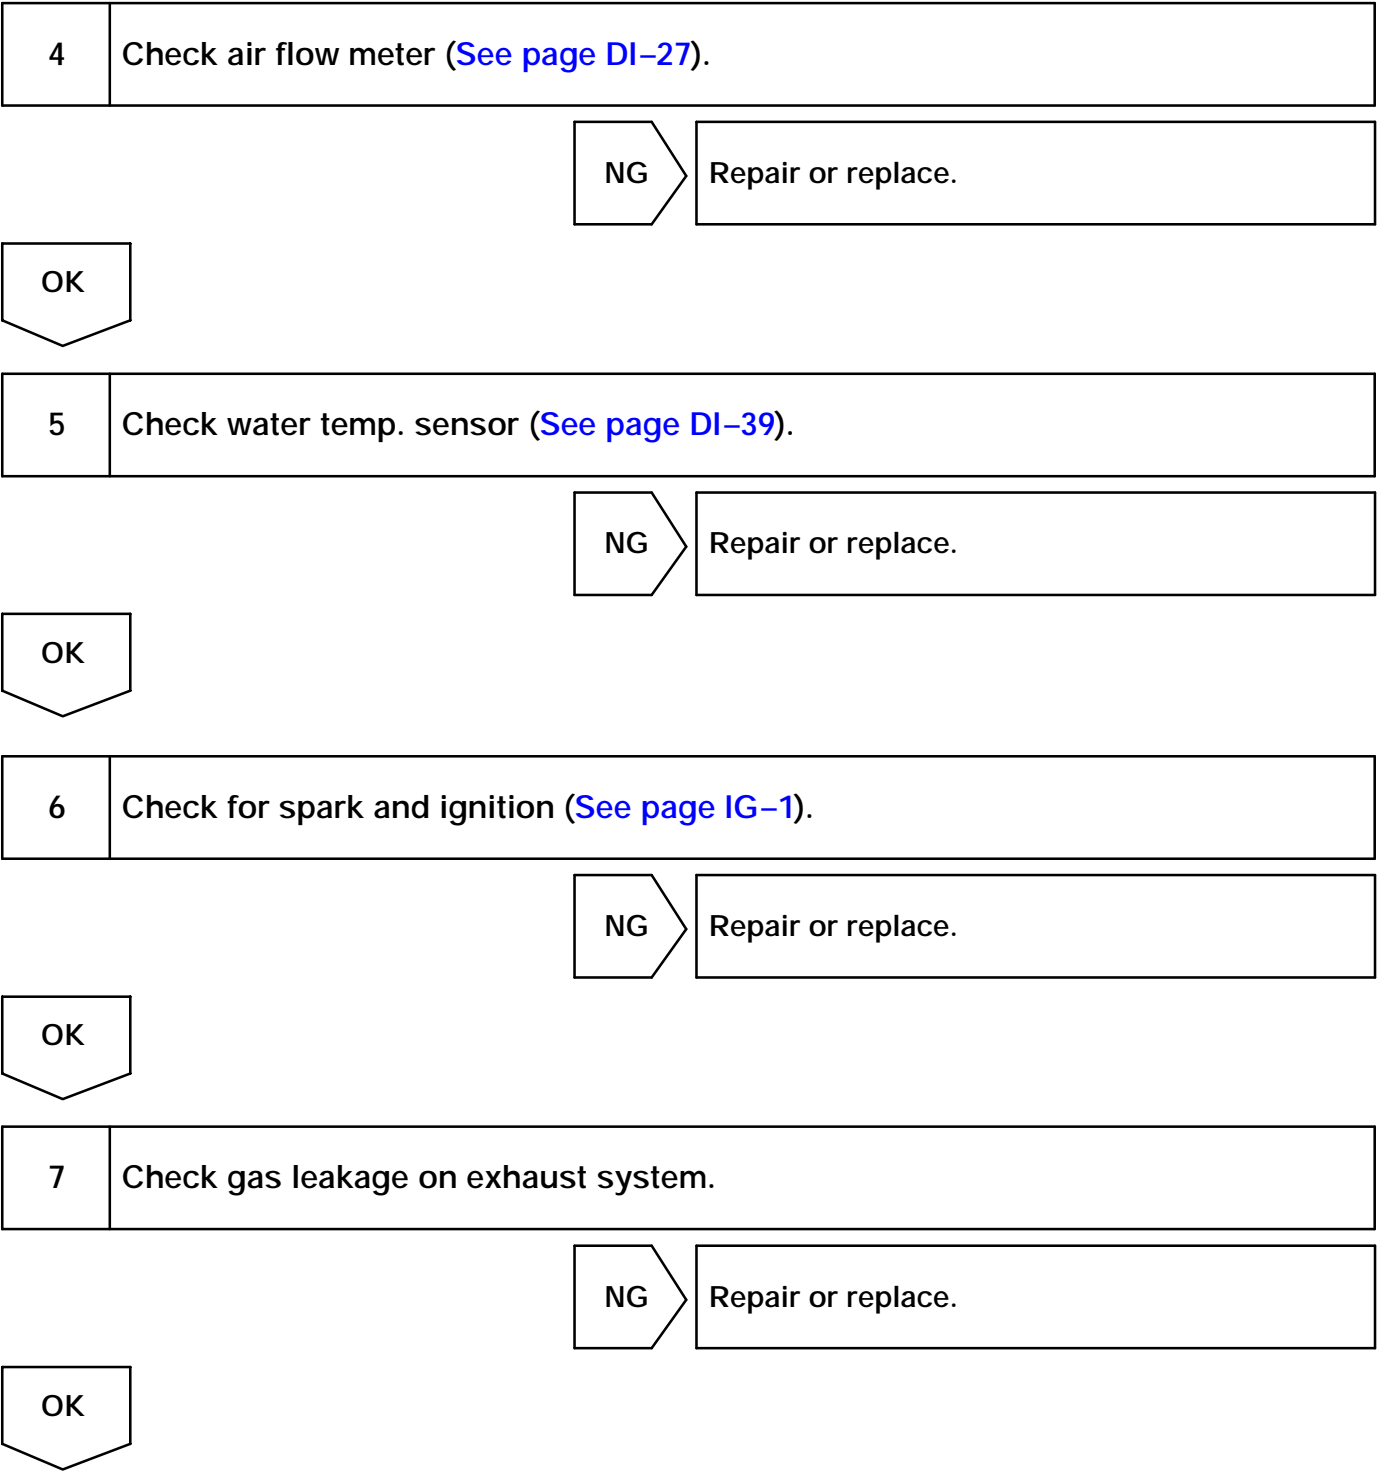 4 Check air flow meter (See page DI–27).
NG Repair or replace.
OK
5 Check water temp. sensor (See page DI–39).
NG Repair or replace.
OK
6 Check for spark and ignition (See page IG–1).
NG Repair or replace.
OK
7 Check gas leakage on exhaust system.
NG Repair or replace.
OK